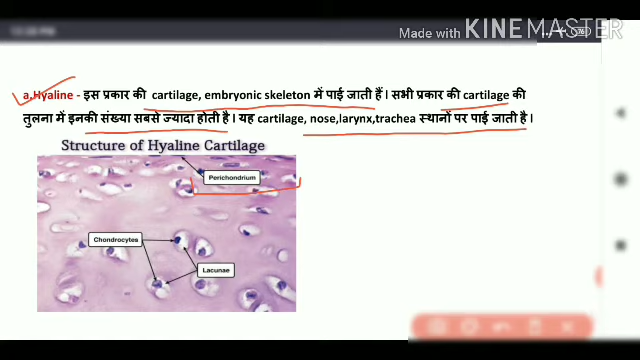 Made with KINEMASTER
a.Hyaline - इस प्रकार की cartilage, embryonic skeleton में पाई जाती हैं । सभी प्रकार की cartilage की
तुलना में इनकी संख्या सबसे ज्यादा होती है । यह cartilage, nose,larynx,trachea स्थानों पर पाई जाती है ।
Structure of Hyaline Cartilage
Perichondrium
Chondrocytes
Lacunae